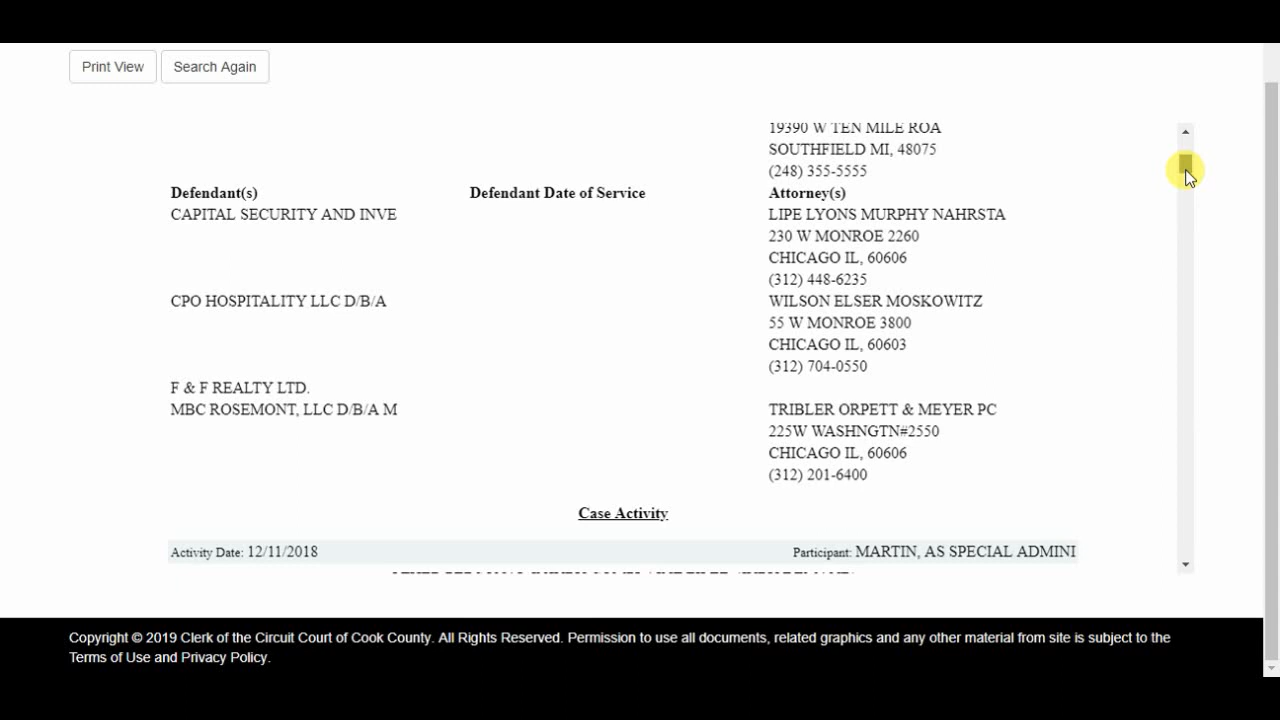 Print View
Search Again
19390 W TEN MILE ROA
SOUTHFIELD MI, 48075
(248) 355-5555
Defendant(s) Defendant Date of Service Attorney(s)
CAPITAL SECURITY AND INVE LIPE LYONS MURPHY NAHRSTA
230 W MONROE 2260
CHICAGO IL, 60606
(312) 448-6235
CPO HOSPITALITY LLC D/B/A WILSON ELSER MOSKOWITZ
55 W MONROE 3800
CHICAGO IL, 60603
(312) 704-0550
F & F REALTY LTD.
MBC ROSEMONT, LLC D/B/A M TRIBLER ORPETT & MEYER PC
225W WASHNGTN#2550
CHICAGO IL, 60606
(312) 201-6400
Case Activity
Activity Date: 12/11/2018 Participant: MARTIN, AS SPECIAL ADMINI
Copyright © 2019 Clerk of the Circuit Court of Cook County. All Rights Reserved. Permission to use all documents, related graphics and any other material from site is subject to the
Terms of Use and Privacy Policy.